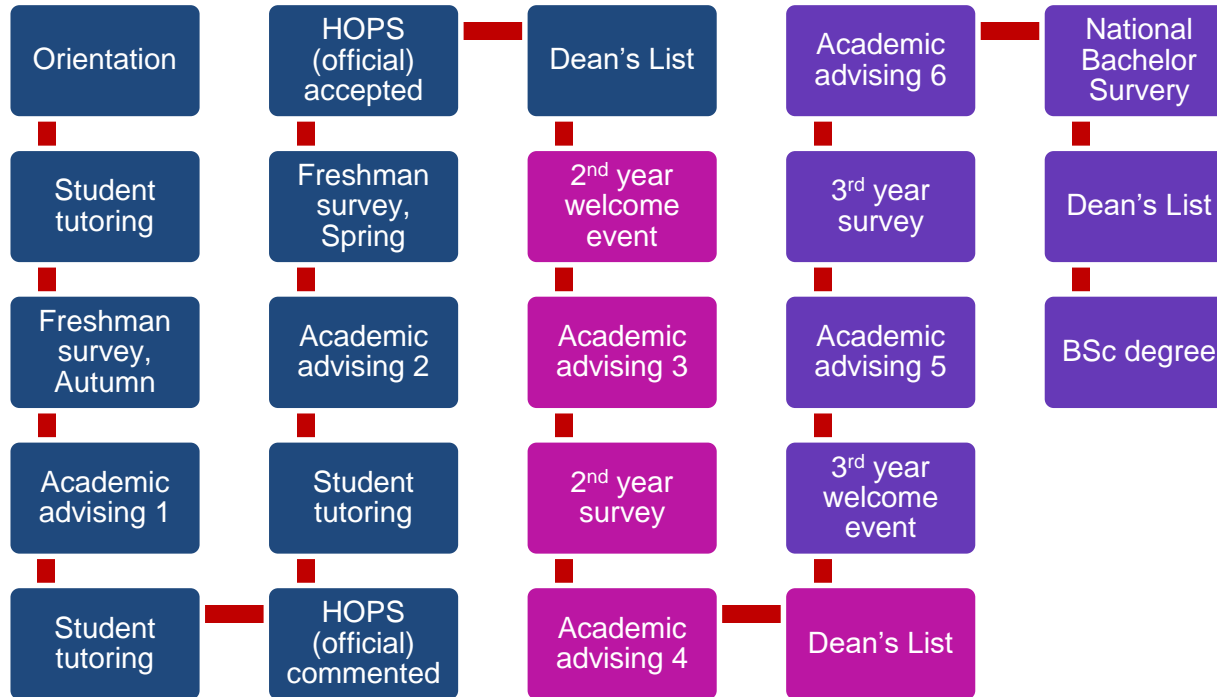 Orientation
Student
tutoring
Freshman
survey,
Autumn
Academic
advising 1
Student
tutoring
HOPS
(official)
commented
Student
tutoring
Academic
advising 2
Freshman
survey,
Spring
HOPS
(official)
accepted
Dean’s List
2nd year
welcome
event
Academic
advising 3
2nd year
survey
Academic
advising 4
Dean’s List
3rd year
welcome
event
Academic
advising 5
3rd year
survey
Academic
advising 6
National
Bachelor
Survery
Dean’s List
BSc degree